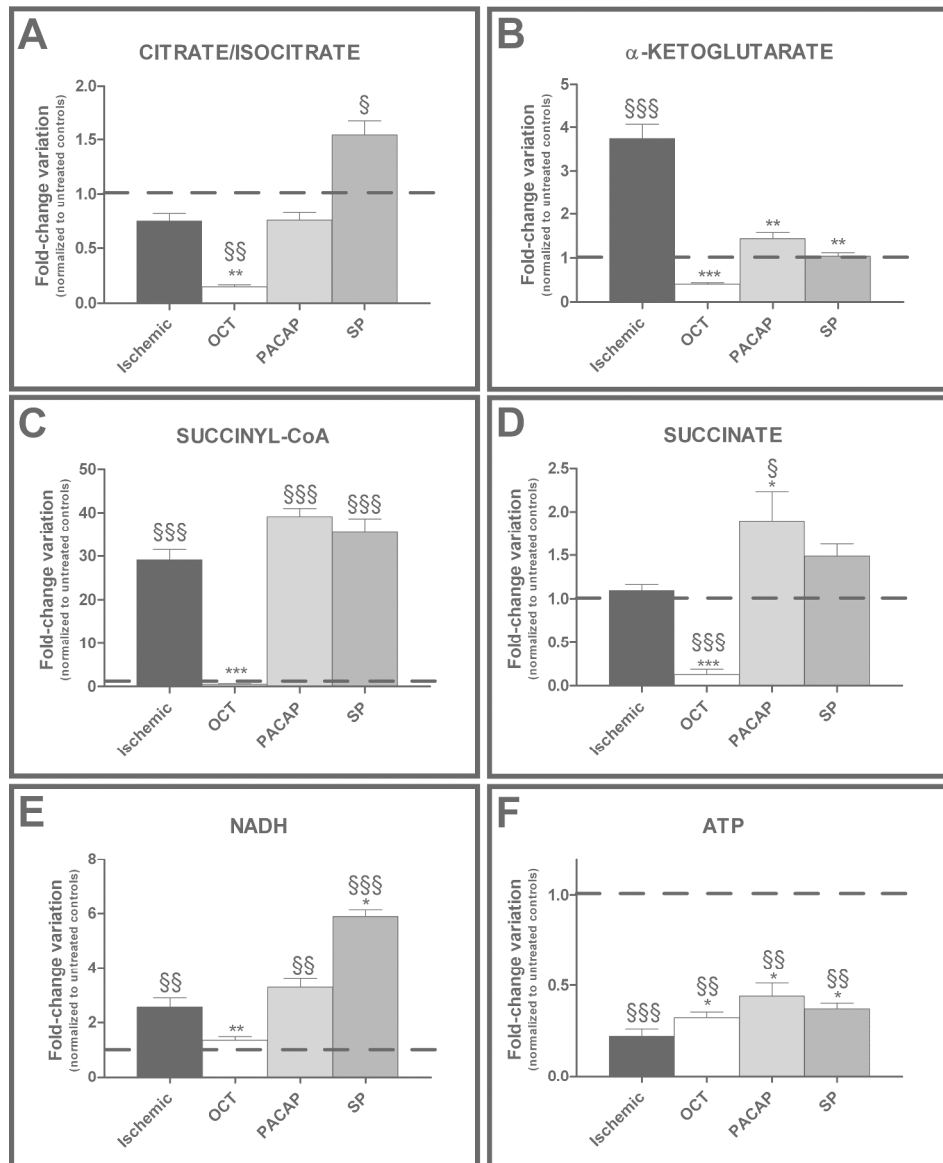 A
CITRATE/ISOCITRATE
Fold-change variation
(normalized to untreated controls)
2.0
1.5
1.0
0.5
0.0
§
§§
**
Ischemic
OCT
PACAP
SP
B
α-KETOGLUTARATE
Fold-change variation
(normalized to untreated controls)
5
4
2
1
0
§§§
***
**
**
Ischemic
OCT
PACAP
SP
C
SUCCINYL-CoA
Fold-change variation
(normalized to untreated controls)
50
40
30
20
10
0
§§§
***
§§§
§§§
Ischemic
OCT
PACAP
SP
D
SUCCINATE
Fold-change variation
(normalized to untreated controls)
2.5
2.0
1.5
1.0
0.5
0.0
§§§
***
§
*
Ischemic
OCT
PACAP
SP
E
NADH
Fold-change variation
(normalized to untreated controls)
8
6
4
2
0
§§
**
§§
§§§
*
Ischemic
OCT
PACAP
SP
F
ATP
Fold-change variation
(normalized to untreated controls)
1.0
0.5
0.0
§§§
§§
*
§§
*
§§
*
Ischemic
OCT
PACAP
SP